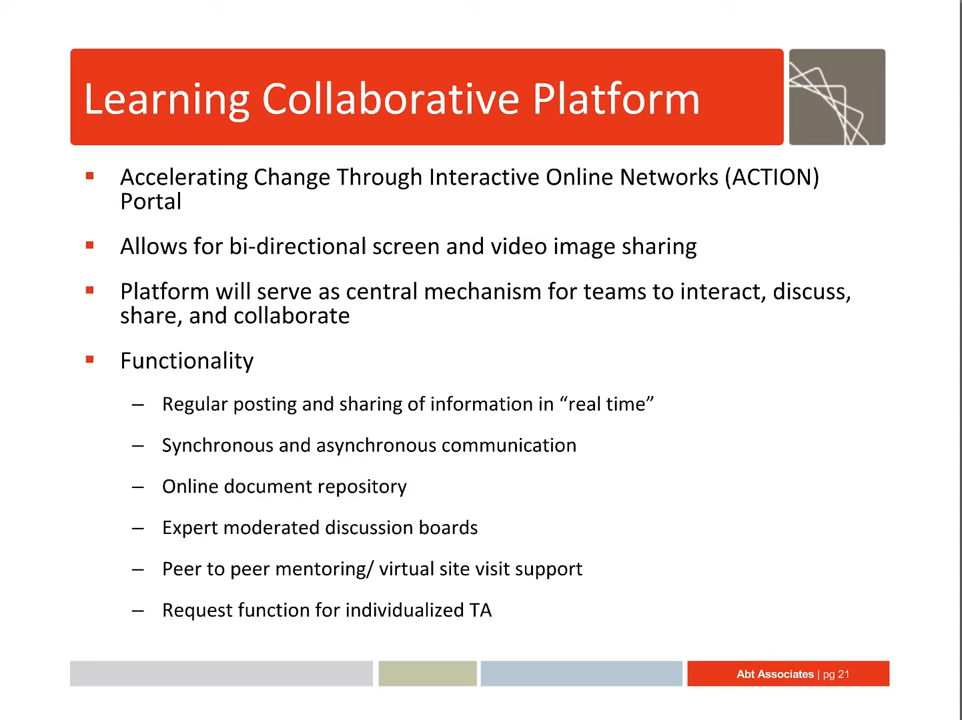 Learning Collaborative Platform
▪ Accelerating Change Through Interactive Online Networks (ACTION)
Portal
▪ Allows for bi-directional screen and video image sharing
▪ Platform will serve as central mechanism for teams to interact, discuss,
share, and collaborate
▪ Functionality
– Regular posting and sharing of information in “real time”
– Synchronous and asynchronous communication
– Online document repository
– Expert moderated discussion boards
– Peer to peer mentoring/ virtual site visit support
– Request function for individualized TA
Abt Associates | pg 21